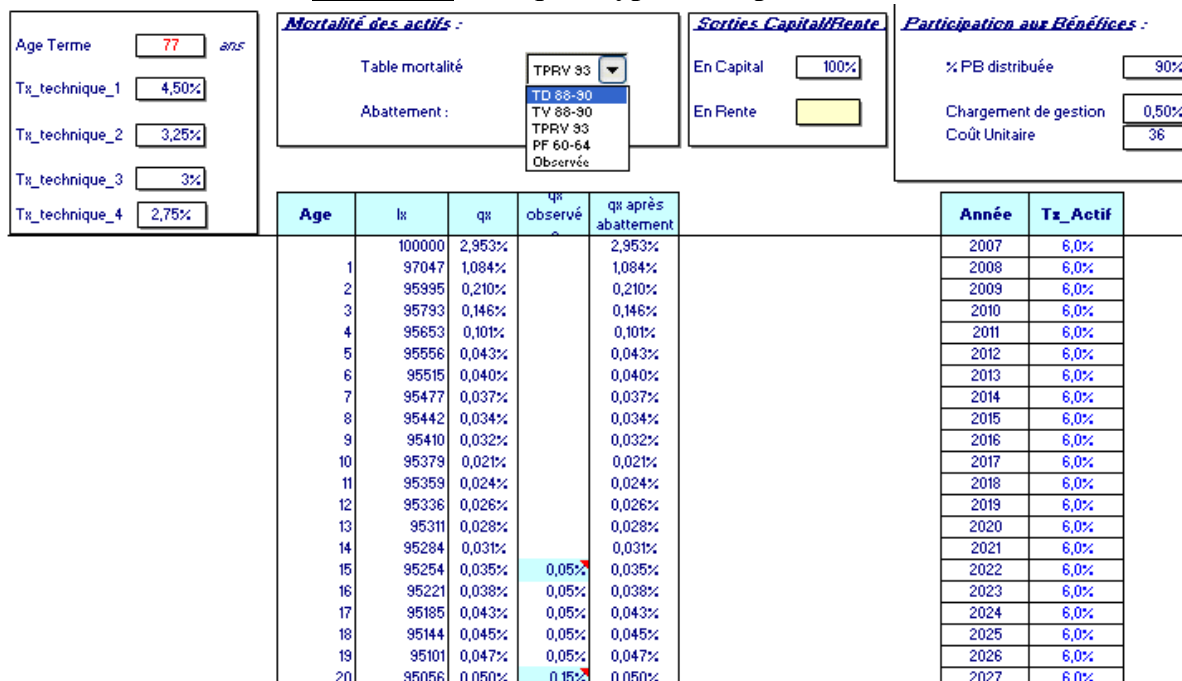 Age Terme 77 ans
Tx_technique_1 4,50%
Tx_technique_2 3,25%
Tx_technique_3 3%
Tx_technique_4 2,75%
Mortalité des actifs :
Table mortalité TPRV 93
TD 88-90
TV 88-90
TPRV 93
PF 60-64
Observée
Abattement :
Sorties Capital/Rente
En Capital 100%
En Rente
Participation aux Bénéfices :
% PB distribuée 90%
Chargement de gestion 0,50%
Coût Unitaire 36
Age lx qx qx observé qx après abattement
100000 2,953% 2,953%
1 97047 1,084% 1,084%
2 95995 0,210% 0,210%
3 95793 0,146% 0,146%
4 95653 0,101% 0,101%
5 95556 0,043% 0,043%
6 95515 0,040% 0,040%
7 95477 0,037% 0,037%
8 95442 0,034% 0,034%
9 95410 0,032% 0,032%
10 95379 0,021% 0,021%
11 95359 0,024% 0,024%
12 95336 0,026% 0,026%
13 95311 0,028% 0,028%
14 95284 0,031% 0,031%
15 95254 0,035% 0,05% 0,035%
16 95221 0,038% 0,05% 0,038%
17 95185 0,043% 0,05% 0,043%
18 95144 0,045% 0,05% 0,045%
19 95101 0,047% 0,05% 0,047%
20 95056 0,050% 0,15% 0,050%
Année Tx_Actif
2007 6,0%
2008 6,0%
2009 6,0%
2010 6,0%
2011 6,0%
2012 6,0%
2013 6,0%
2014 6,0%
2015 6,0%
2016 6,0%
2017 6,0%
2018 6,0%
2019 6,0%
2020 6,0%
2021 6,0%
2022 6,0%
2023 6,0%
2024 6,0%
2025 6,0%
2026 6,0%
2027 6,0%